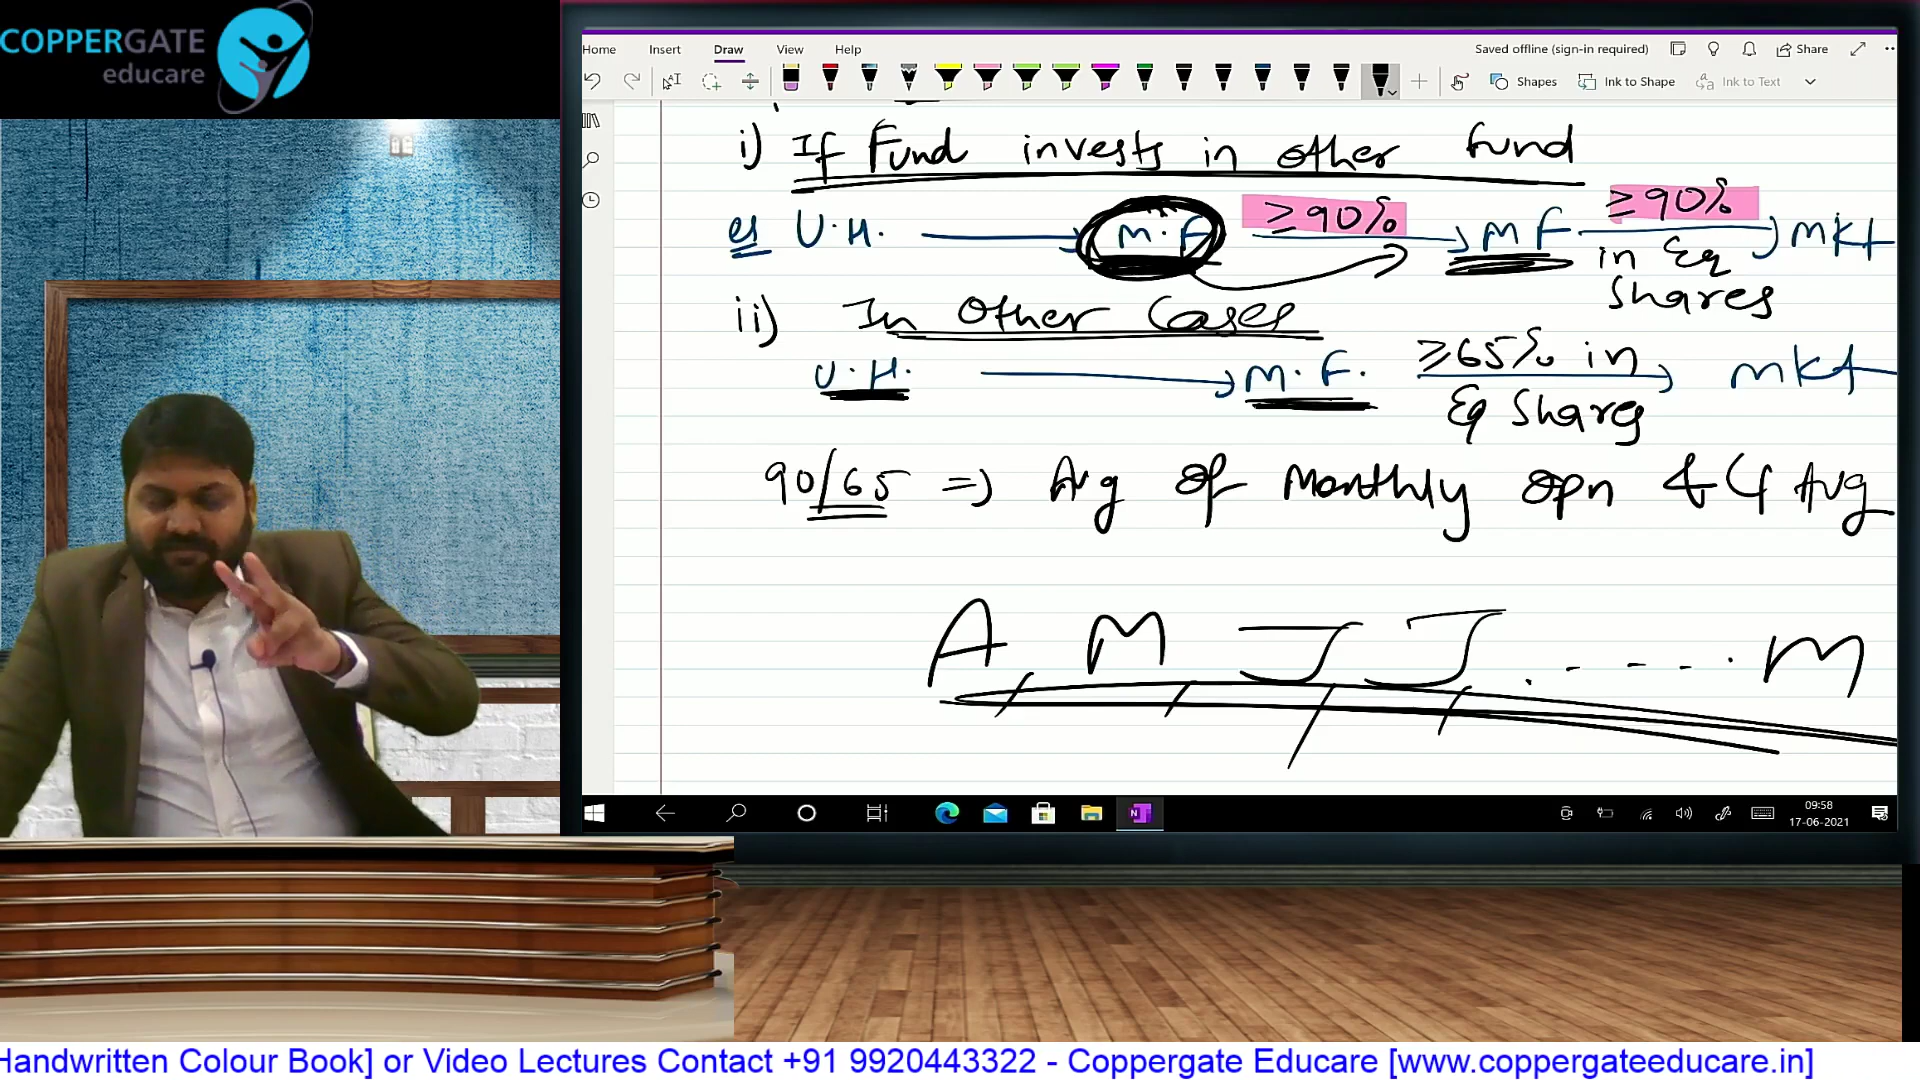 COPPERGATE
educare
Home Insert Draw View Help
Saved offline (sign-in required) Share
Shapes Ink to Shape Ink to Text
i) If Fund invests in other fund
eg U.H. M.F ≥90% MF ≥90% mkt
in Eq
Shares
ii) In Other Cases
U.H. M.F. ≥65% in mkt
Eq Shares
90/65 => Avg of Monthly opn & Cl Avg
A M J J .---. M
09:58
17-06-2021
Handwritten Colour Book] or Video Lectures Contact +91 9920443322 - Coppergate Educare [www.coppergateeducare.in]